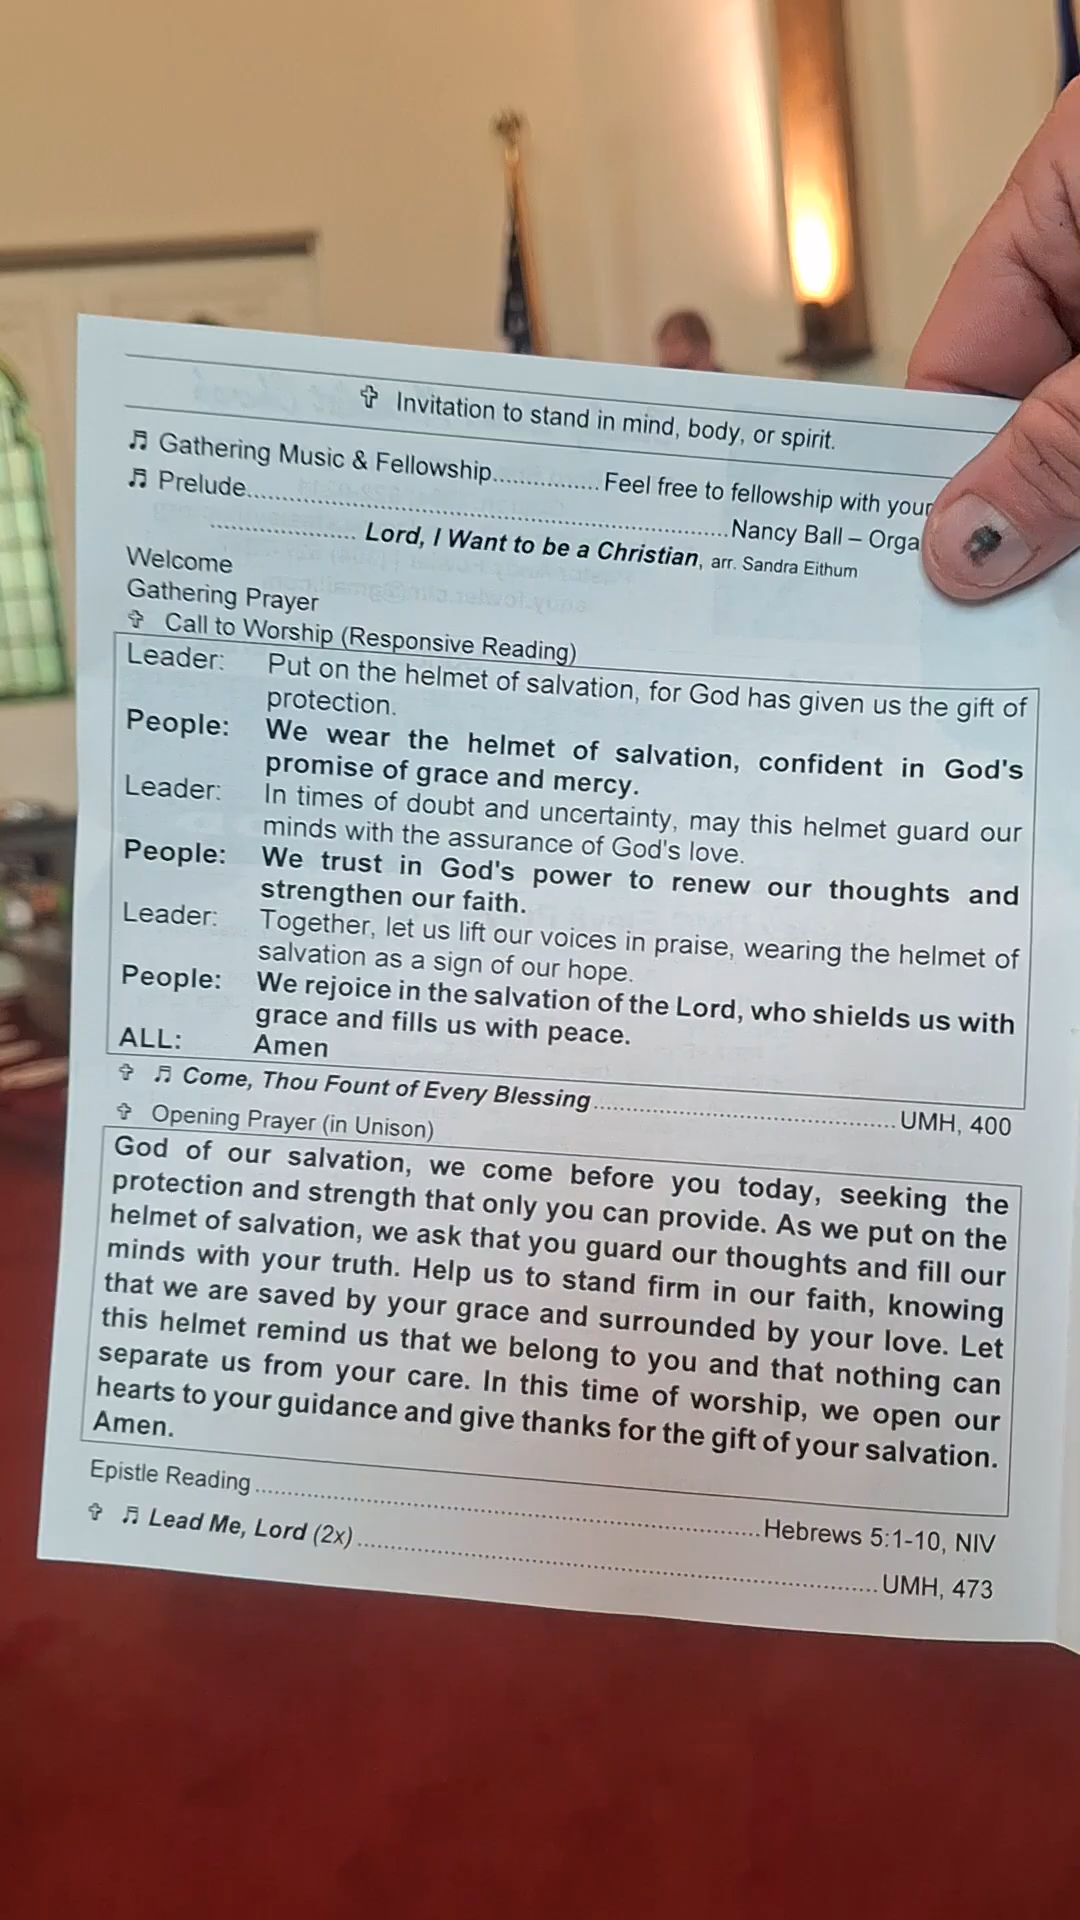 ✞ Invitation to stand in mind, body, or spirit.
♫ Gathering Music & Fellowship............... Feel free to fellowship with your
♫ Prelude.....................................................................Nancy Ball – Orga
..................... Lord, I Want to be a Christian, arr. Sandra Eithum
Welcome
Gathering Prayer
✞ Call to Worship (Responsive Reading)
Leader: Put on the helmet of salvation, for God has given us the gift of
protection.
People: We wear the helmet of salvation, confident in God's
promise of grace and mercy.
Leader: In times of doubt and uncertainty, may this helmet guard our
minds with the assurance of God's love.
People: We trust in God's power to renew our thoughts and
strengthen our faith.
Leader: Together, let us lift our voices in praise, wearing the helmet of
salvation as a sign of our hope.
People: We rejoice in the salvation of the Lord, who shields us with
grace and fills us with peace.
ALL: Amen
✞ ♫ Come, Thou Fount of Every Blessing............................................ UMH, 400
✞ Opening Prayer (in Unison)
God of our salvation, we come before you today, seeking the
protection and strength that only you can provide. As we put on the
helmet of salvation, we ask that you guard our thoughts and fill our
minds with your truth. Help us to stand firm in our faith, knowing
that we are saved by your grace and surrounded by your love. Let
this helmet remind us that we belong to you and that nothing can
separate us from your care. In this time of worship, we open our
hearts to your guidance and give thanks for the gift of your salvation.
Amen.
Epistle Reading......................................................................Hebrews 5:1-10, NIV
✞ ♫ Lead Me, Lord (2x)........................................................................UMH, 473